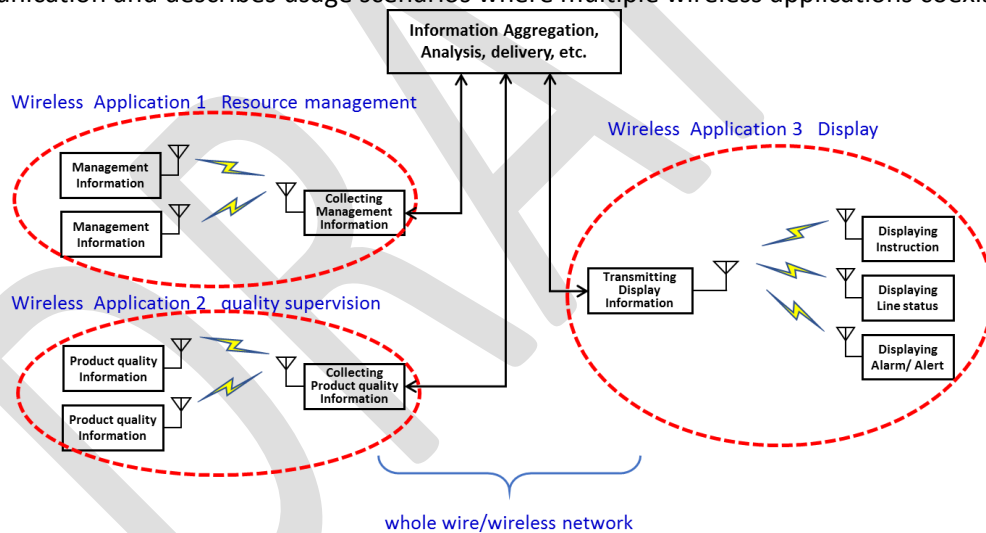 and describes usage scenarios where multiple wireless applications
Information Aggregation,
Analysis, delivery, etc.
Wireless Application 1 Resource management
Management
Information
Management
Information
Collecting
Management
Information
Wireless Application 2 quality supervision
Product quality
Information
Product quality
Information
Collecting
Product quality
Information
Wireless Application 3 Display
Transmitting
Display
Information
Displaying
Instruction
Displaying
Line status
Displaying
Alarm/ Alert
whole wire/wireless network
DRA